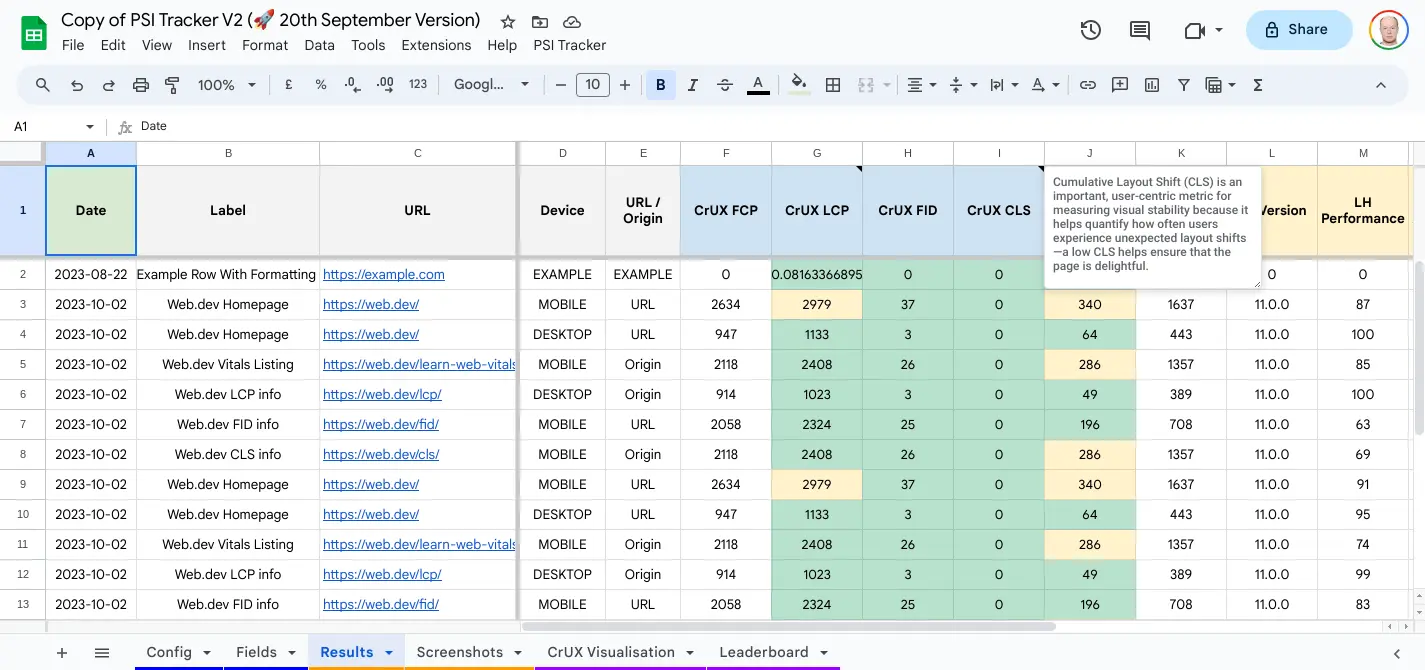 Copy of PSI Tracker V2 (🚀 20th September Version)
File Edit View Insert Format Data Tools Extensions Help PSI Tracker
Share
100% £ % .0 .00 123 Googl... − 10 + B I A Σ
A1 fx Date
A B C D E F G H I J K L M
1 Date Label URL Device URL / Origin CrUX FCP CrUX LCP CrUX FID CrUX CLS Version LH Performance
Cumulative Layout Shift (CLS) is an
important, user-centric metric for
measuring visual stability because it
helps quantify how often users
experience unexpected layout shifts
—a low CLS helps ensure that the
page is delightful.
2 2023-08-22 Example Row With Formatting https://example.com EXAMPLE EXAMPLE 0 0.08163366895 0 0 0 0
3 2023-10-02 Web.dev Homepage https://web.dev/ MOBILE URL 2634 2979 37 0 340 1637 11.0.0 87
4 2023-10-02 Web.dev Homepage https://web.dev/ DESKTOP URL 947 1133 3 0 64 443 11.0.0 100
5 2023-10-02 Web.dev Vitals Listing https://web.dev/learn-web-vitals MOBILE Origin 2118 2408 26 0 286 1357 11.0.0 85
6 2023-10-02 Web.dev LCP info https://web.dev/lcp/ DESKTOP Origin 914 1023 3 0 49 389 11.0.0 100
7 2023-10-02 Web.dev FID info https://web.dev/fid/ MOBILE URL 2058 2324 25 0 196 708 11.0.0 63
8 2023-10-02 Web.dev CLS info https://web.dev/cls/ MOBILE Origin 2118 2408 26 0 286 1357 11.0.0 69
9 2023-10-02 Web.dev Homepage https://web.dev/ MOBILE URL 2634 2979 37 0 340 1637 11.0.0 91
10 2023-10-02 Web.dev Homepage https://web.dev/ DESKTOP URL 947 1133 3 0 64 443 11.0.0 95
11 2023-10-02 Web.dev Vitals Listing https://web.dev/learn-web-vitals MOBILE Origin 2118 2408 26 0 286 1357 11.0.0 74
12 2023-10-02 Web.dev LCP info https://web.dev/lcp/ DESKTOP Origin 914 1023 3 0 49 389 11.0.0 99
13 2023-10-02 Web.dev FID info https://web.dev/fid/ MOBILE URL 2058 2324 25 0 196 708 11.0.0 83
+ Config Fields Results Screenshots CrUX Visualisation Leaderboard